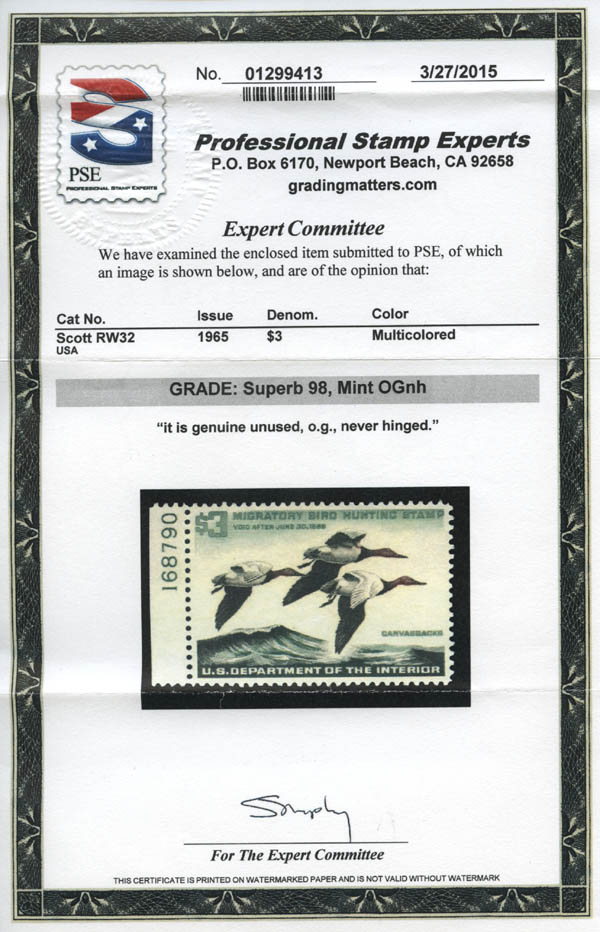 PSE
PROFESSIONAL STAMP EXPERTS
No. 01299413 3/27/2015
Professional Stamp Experts
P.O. Box 6170, Newport Beach, CA 92658
gradingmatters.com
Expert Committee
We have examined the enclosed item submitted to PSE, of which
an image is shown below, and are of the opinion that:
Cat No. Issue Denom. Color
Scott RW32 1965 $3 Multicolored
USA
GRADE: Superb 98, Mint OGnh
“it is genuine unused, o.g., never hinged.”
168790
$3 MIGRATORY BIRD HUNTING STAMP
VOID AFTER JUNE 30, 1966
CANVASBACKS
U.S. DEPARTMENT OF THE INTERIOR
For The Expert Committee
THIS CERTIFICATE IS PRINTED ON WATERMARKED PAPER AND IS NOT VALID WITHOUT WATERMARK